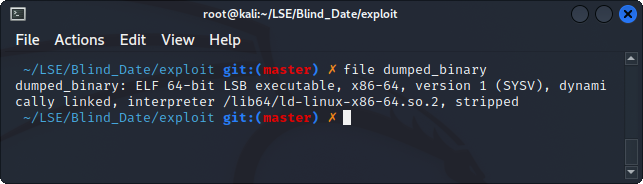 root@kali:~/LSE/Blind_Date/exploit
File Actions Edit View Help
~/LSE/Blind_Date/exploit git:(master) ✗ file dumped_binary
dumped_binary: ELF 64-bit LSB executable, x86-64, version 1 (SYSV), dynami
cally linked, interpreter /lib64/ld-linux-x86-64.so.2, stripped
~/LSE/Blind_Date/exploit git:(master) ✗